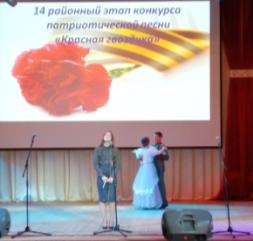 14 районный этап конкурса
патриотической песни
«Красная гвоздика»